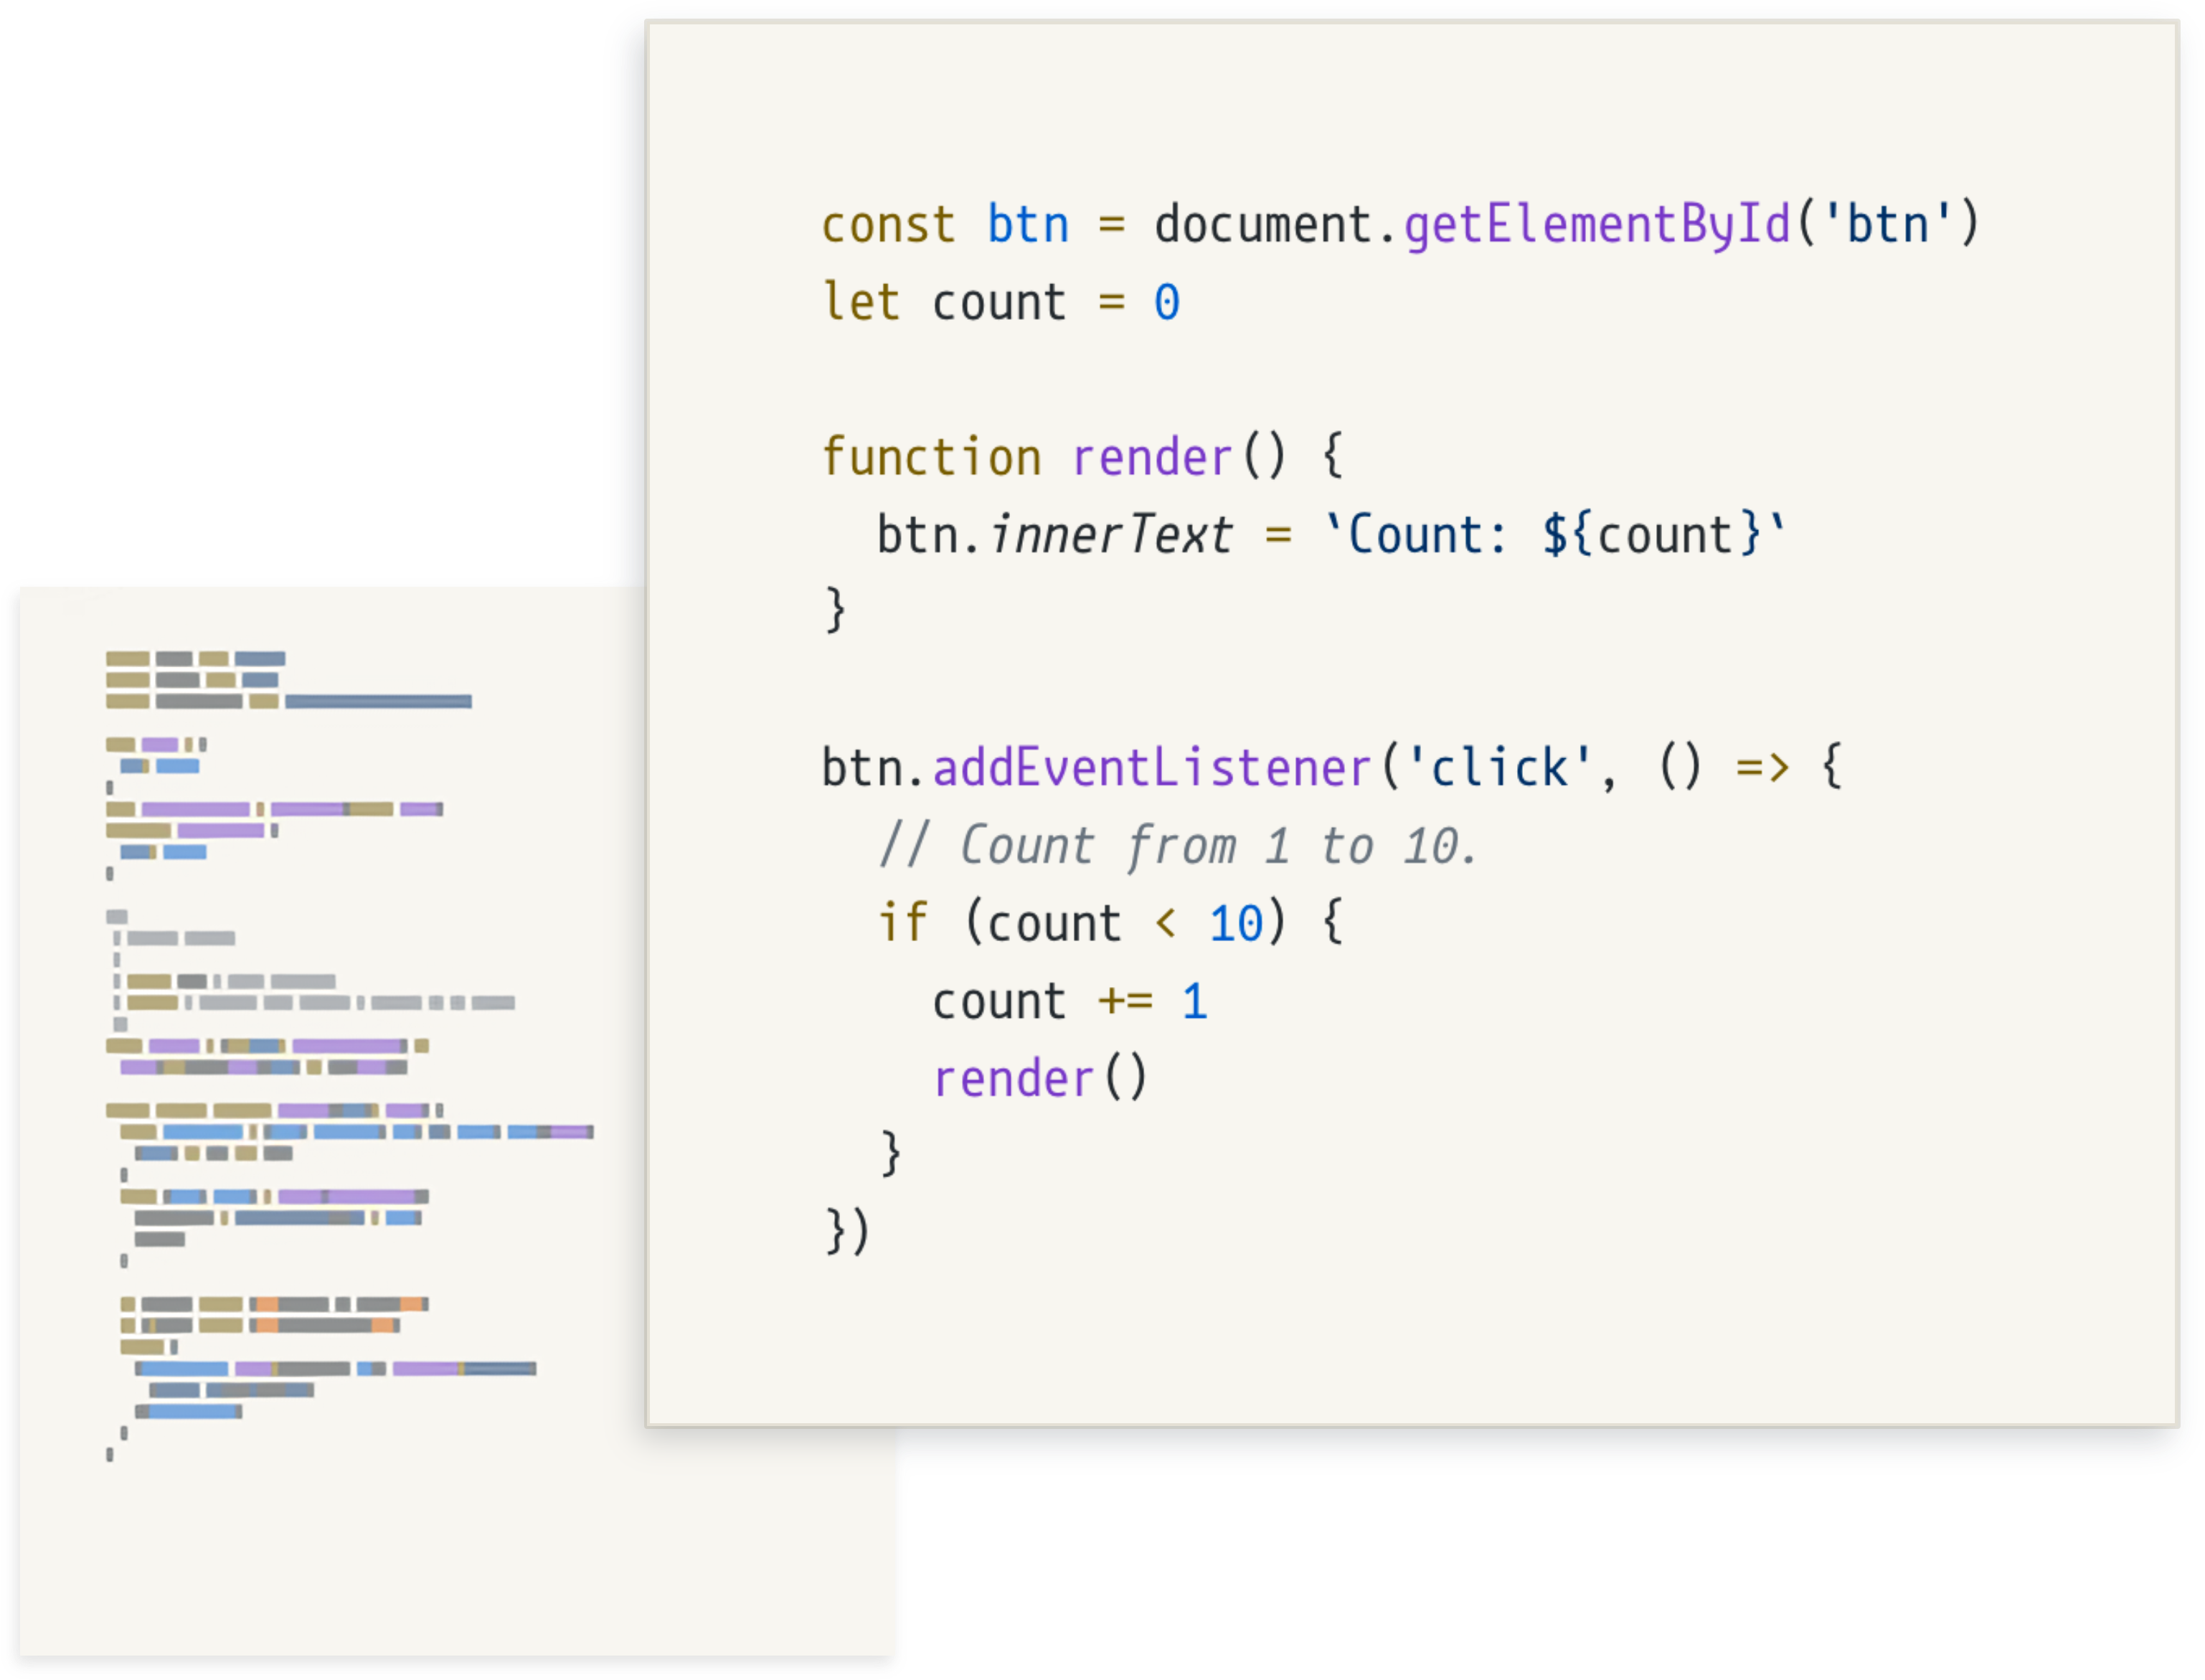 const btn = document.getElementById('btn')
let count = 0
function render() {
  btn.innerText = `Count: ${count}`
}
btn.addEventListener('click', () => {
  // Count from 1 to 10.
  if (count < 10) {
    count += 1
    render()
  }
})